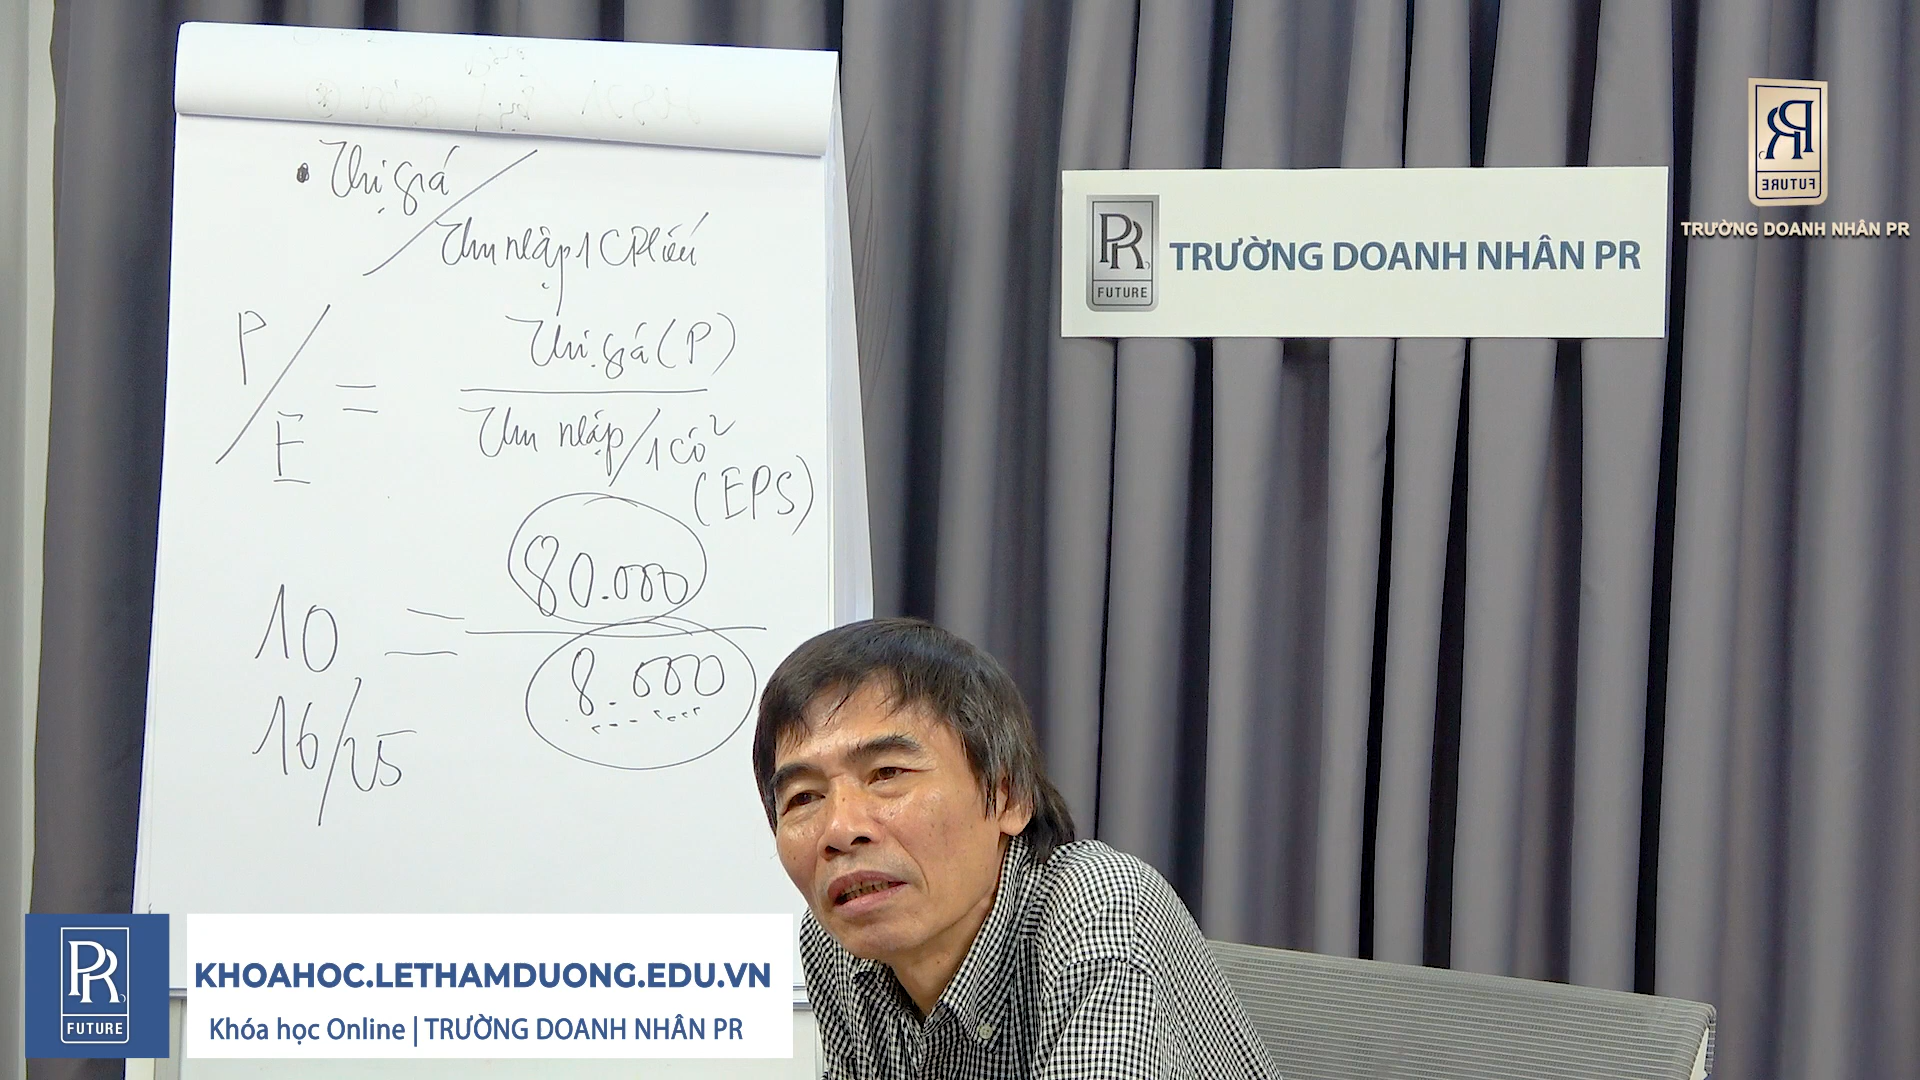 Thị giá /
Thu nhập 1 CPhiếu
P/E = Thị giá (P)
Thu nhập/1 cổ
(EPS)
10 = 80.000
8.000
16/25
PR
FUTURE
TRƯỜNG DOANH NHÂN PR
FUTURE
TRƯỜNG DOANH NHÂN PR
PR
FUTURE
KHOAHOC.LETHAMDUONG.EDU.VN
Khóa học Online | TRƯỜNG DOANH NHÂN PR